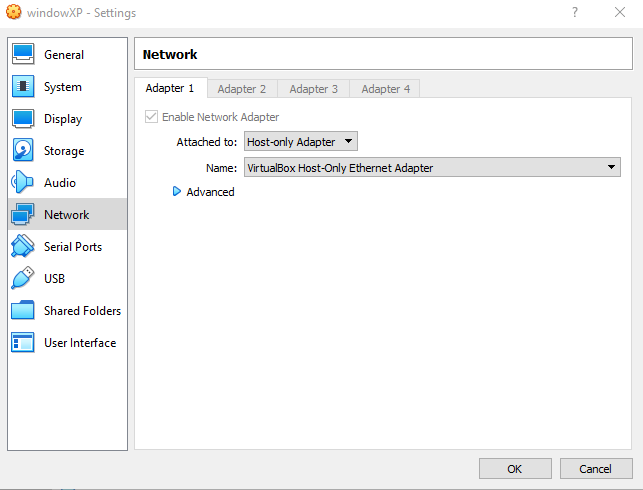 windowXP - Settings
General
System
Display
Storage
Audio
Network
Serial Ports
USB
Shared Folders
User Interface
Network
Adapter 1 Adapter 2 Adapter 3 Adapter 4
Enable Network Adapter
Attached to: Host-only Adapter
Name: VirtualBox Host-Only Ethernet Adapter
Advanced
OK Cancel